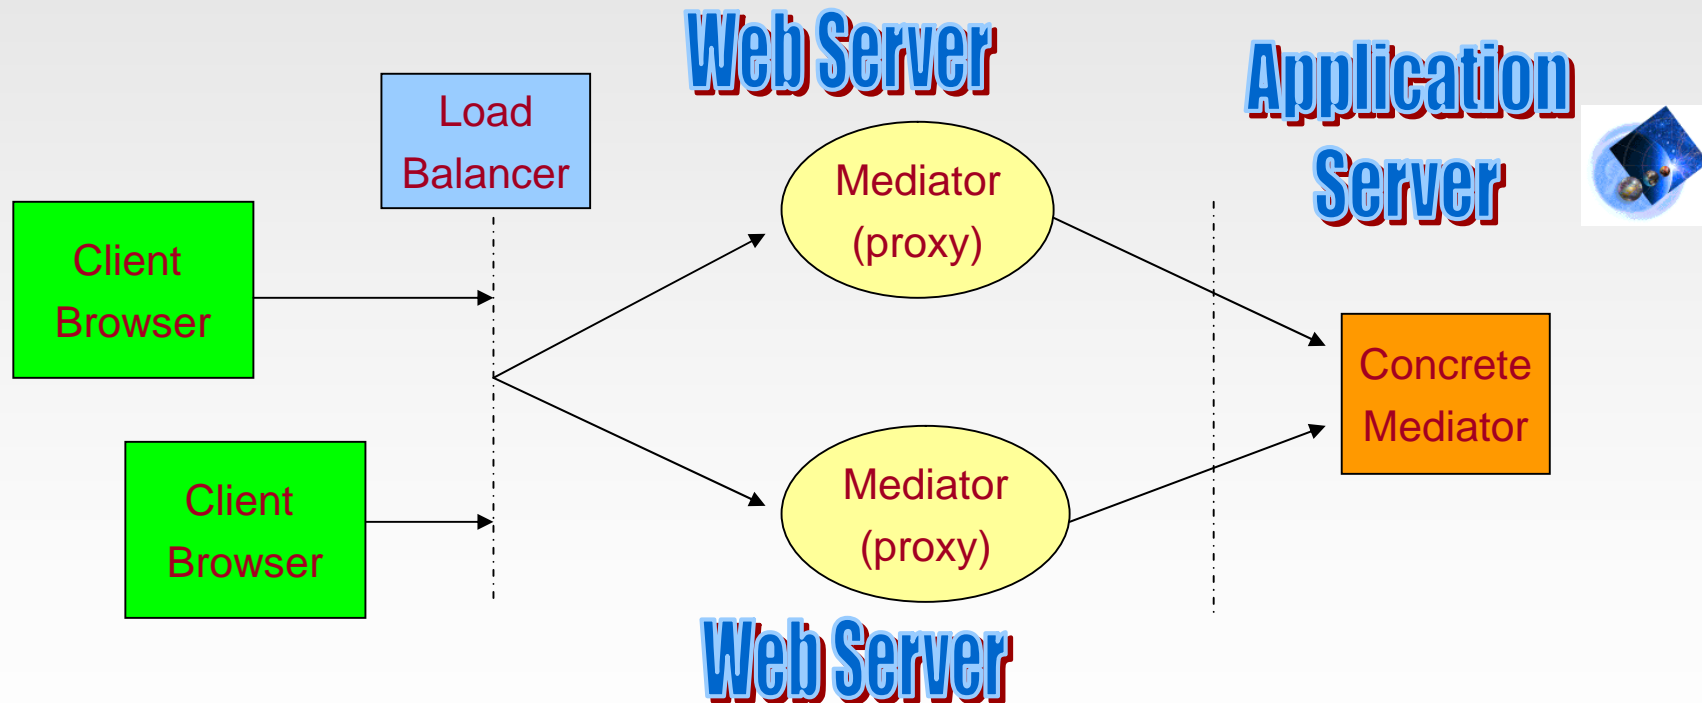 Web Server
Application
Server
Load
Balancer
Client
Browser
Mediator
(proxy)
Concrete
Mediator
Client
Browser
Mediator
(proxy)
Web Server